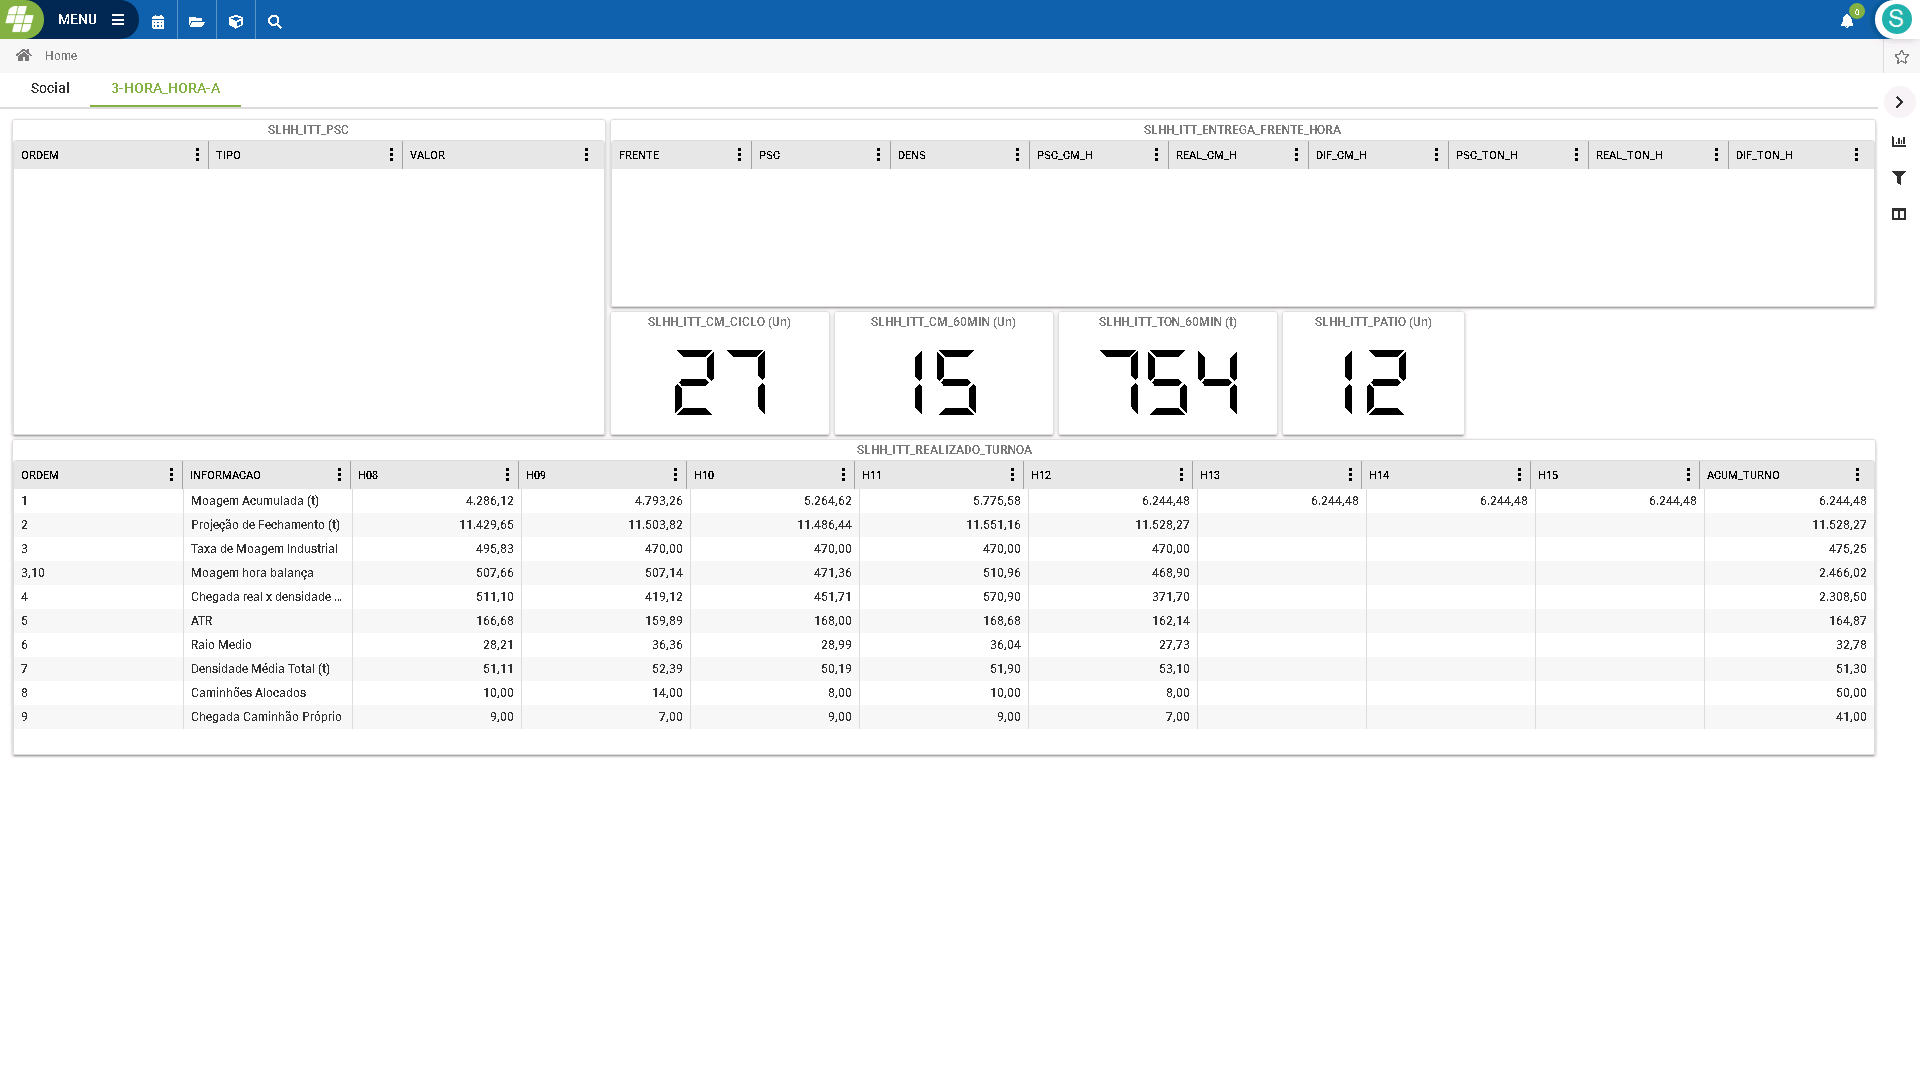 MENU
0
S
Home
Social 3-HORA_HORA-A
SLHH_ITT_PSC
ORDEM TIPO VALOR
SLHH_ITT_ENTREGA_FRENTE_HORA
FRENTE PSC DENS PSC_CM_H REAL_CM_H DIF_CM_H PSC_TON_H REAL_TON_H DIF_TON_H
SLHH_ITT_CM_CICLO (Un) SLHH_ITT_CM_60MIN (Un) SLHH_ITT_TON_60MIN (t) SLHH_ITT_PATIO (Un)
27 15 754 12
SLHH_ITT_REALIZADO_TURNOA
ORDEM INFORMACAO H08 H09 H10 H11 H12 H13 H14 H15 ACUM_TURNO
1 Moagem Acumulada (t) 4.286,12 4.793,26 5.264,62 5.775,58 6.244,48 6.244,48 6.244,48 6.244,48 6.244,48
2 Projeção de Fechamento (t) 11.429,65 11.503,82 11.486,44 11.551,16 11.528,27 11.528,27
3 Taxa de Moagem Industrial 495,83 470,00 470,00 470,00 470,00 475,25
3,10 Moagem hora balança 507,66 507,14 471,36 510,96 468,90 2.466,02
4 Chegada real x densidade ... 511,10 419,12 451,71 570,90 371,70 2.308,50
5 ATR 166,68 159,89 168,00 168,68 162,14 164,87
6 Raio Medio 28,21 36,36 28,99 36,04 27,73 32,78
7 Densidade Média Total (t) 51,11 52,39 50,19 51,90 53,10 51,30
8 Caminhões Alocados 10,00 14,00 8,00 10,00 8,00 50,00
9 Chegada Caminhão Próprio 9,00 7,00 9,00 9,00 7,00 41,00